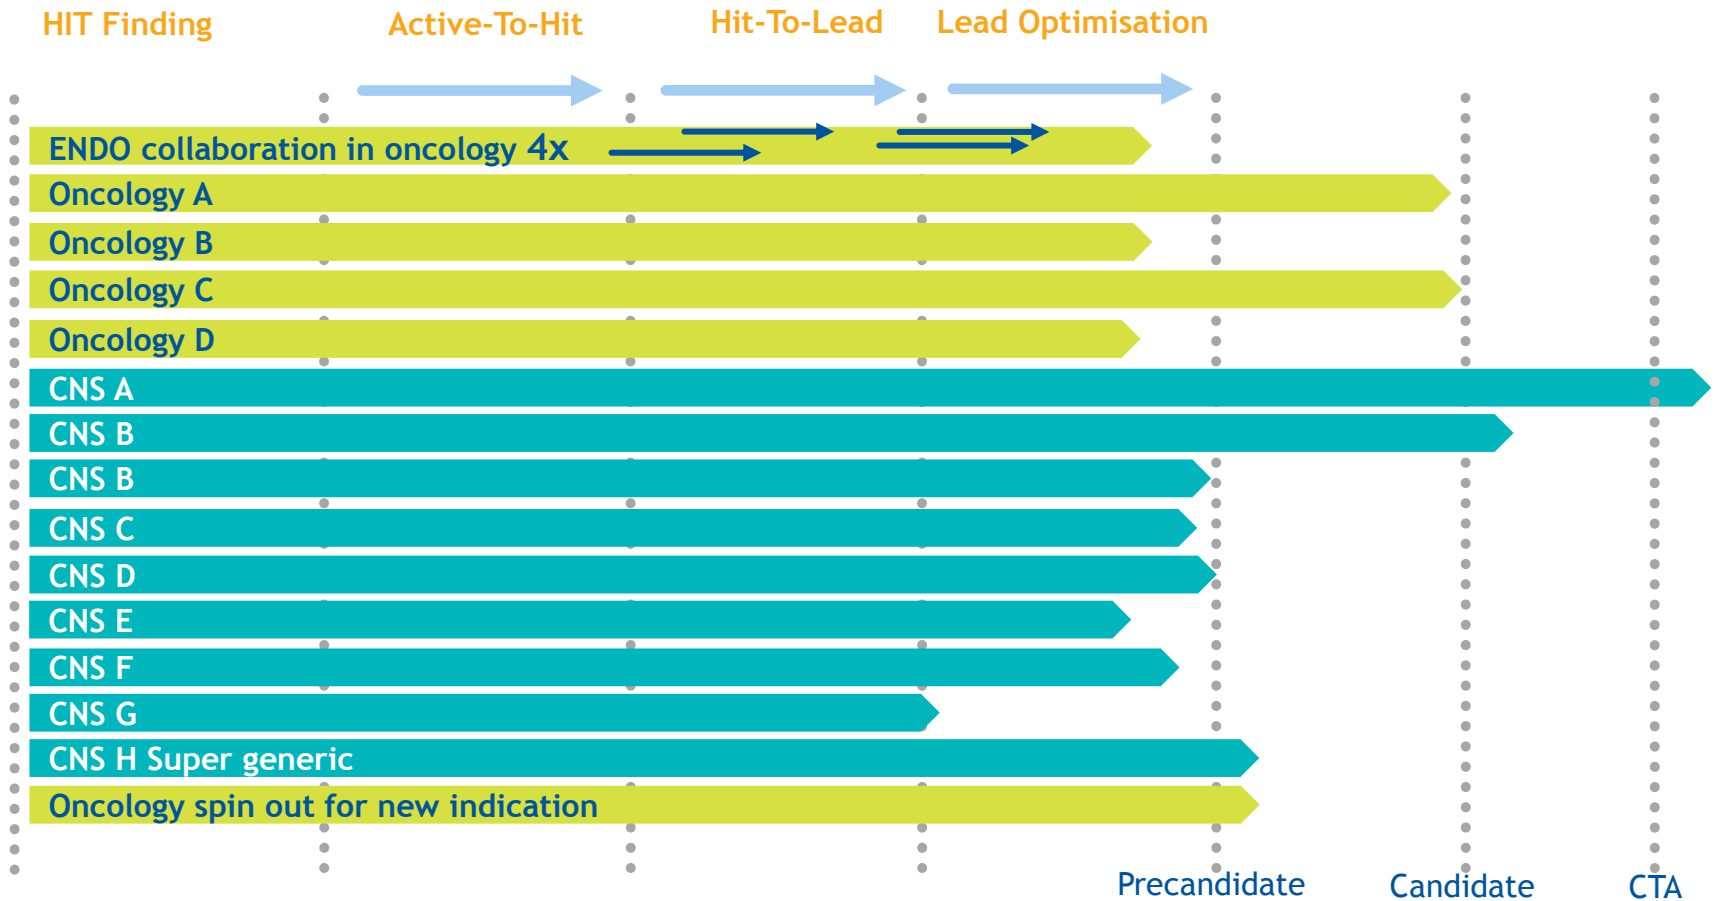 HIT Finding
Active-To-Hit
Hit-To-Lead
Lead Optimisation
ENDO collaboration in oncology 4x
Oncology A
Oncology B
Oncology C
Oncology D
CNS A
CNS B
CNS B
CNS C
CNS D
CNS E
CNS F
CNS G
CNS H Super generic
Oncology spin out for new indication
Precandidate
Candidate
CTA